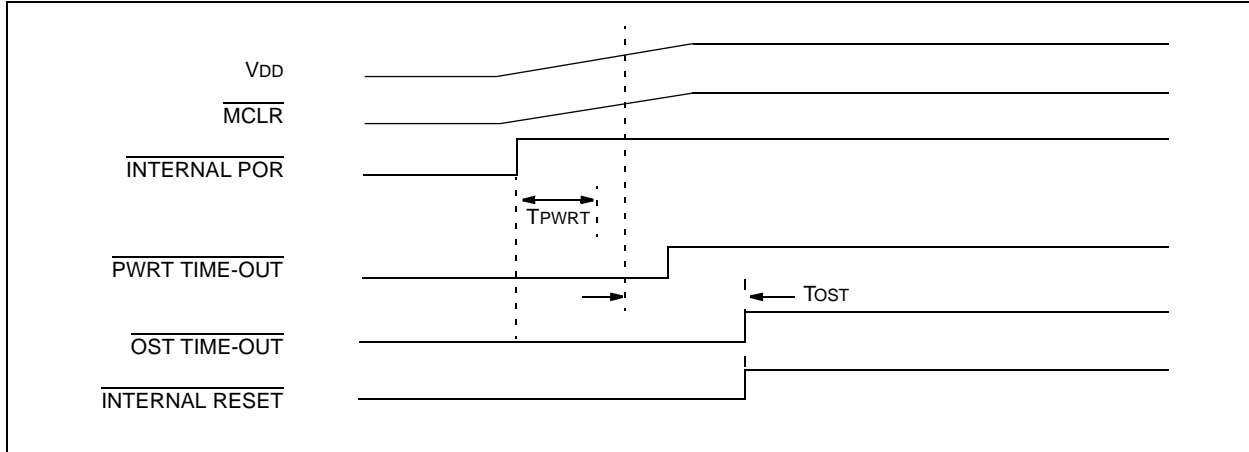 VDD
MCLR
INTERNAL POR
TPWRT
PWRT TIME-OUT
TOST
OST TIME-OUT
INTERNAL RESET